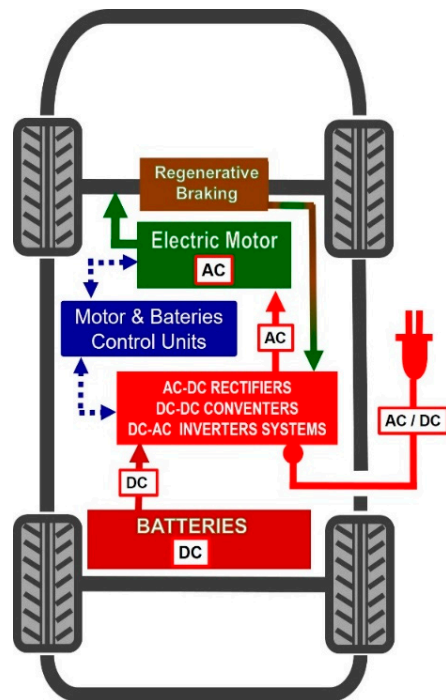 Regenerative
Braking
Electric Motor
AC
Motor & Bateries
Control Units
AC
AC-DC RECTIFIERS
DC-DC CONVENTERS
DC-AC INVERTERS SYSTEMS
AC / DC
DC
BATTERIES
DC